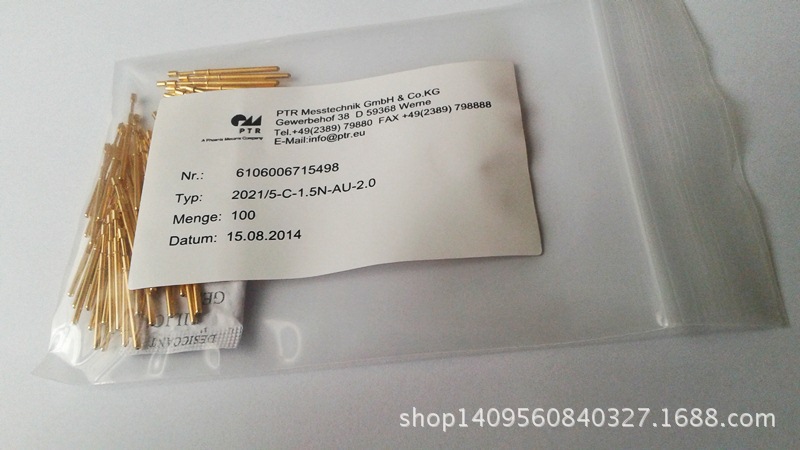 PTR Messtechnik GmbH & Co.KG
Gewerbehof 38 D 59368 Werne
Tel.+49(2389) 79880 FAX +49(2389) 798888
E-Mail:info@ptr.eu
PTR
A Phoenix Mecano Company
Nr.: 6106006715498
Typ: 2021/5-C-1.5N-AU-2.0
Menge: 100
Datum: 15.08.2014
GE
SILIC
DESICCANT
shop1409560840327.1688.com